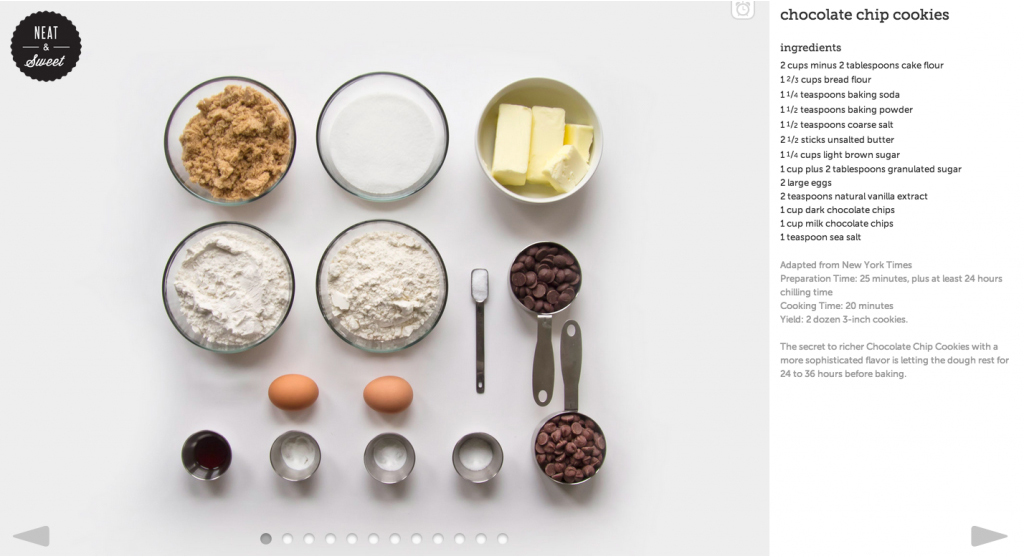 NEAT
&
Sweet
chocolate chip cookies
ingredients
2 cups minus 2 tablespoons cake flour
1 2/3 cups bread flour
1 1/4 teaspoons baking soda
1 1/2 teaspoons baking powder
1 1/2 teaspoons coarse salt
2 1/2 sticks unsalted butter
1 1/4 cups light brown sugar
1 cup plus 2 tablespoons granulated sugar
2 large eggs
2 teaspoons natural vanilla extract
1 cup dark chocolate chips
1 cup milk chocolate chips
1 teaspoon sea salt
Adapted from New York Times
Preparation Time: 25 minutes, plus at least 24 hours
chilling time
Cooking Time: 20 minutes
Yield: 2 dozen 3-inch cookies.
The secret to richer Chocolate Chip Cookies with a
more sophisticated flavor is letting the dough rest for
24 to 36 hours before baking.